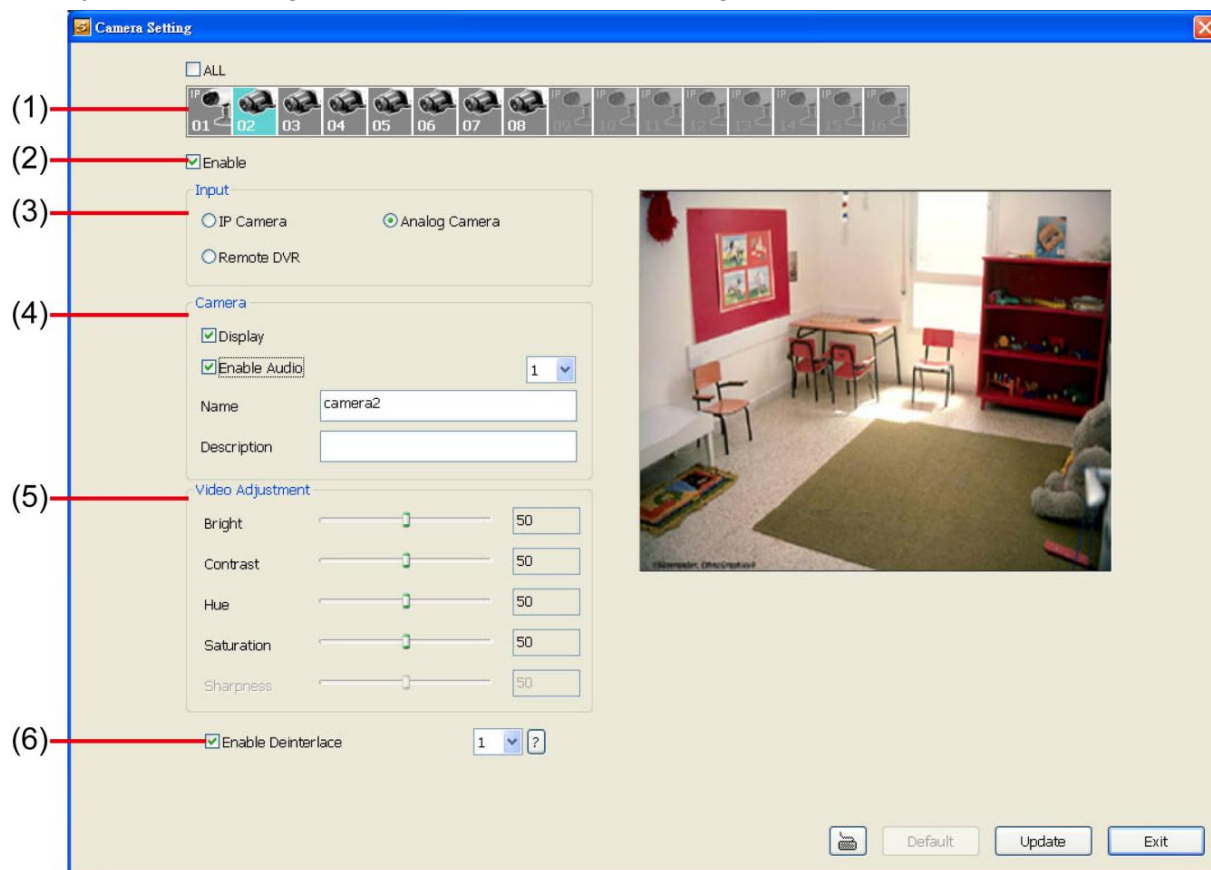 Camera Setting
ALL
(1)
IP 01 02 03 04 05 06 07 08 IP 09 IP 10 IP 11 IP 12 IP 13 IP 14 IP 15 IP 16
(2)
Enable
Input
(3)
IP Camera Analog Camera
Remote DVR
Camera
(4)
Display
Enable Audio 1
Name camera2
Description
(5)
Video Adjustment
Bright 50
Contrast 50
Hue 50
Saturation 50
Sharpness 50
(6)
Enable Deinterlace 1 ?
Default Update Exit